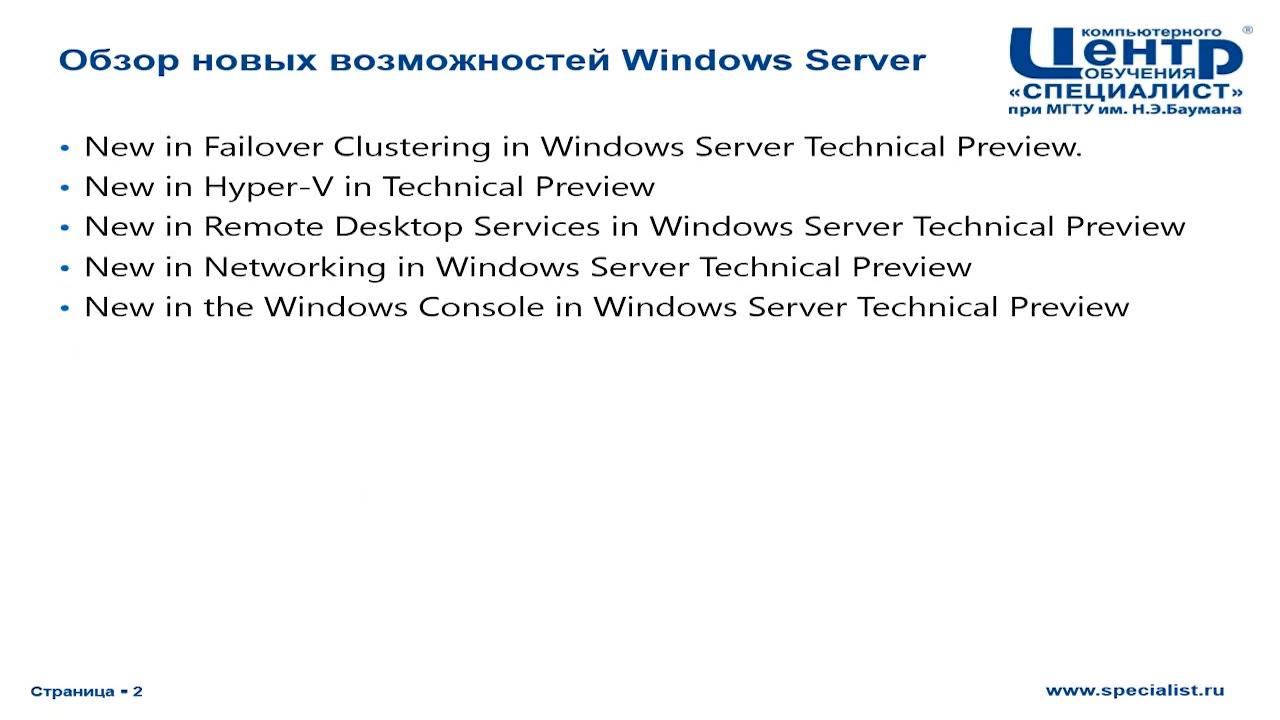 Обзор новых возможностей Windows Server
компьютерного
Центр
ОБУЧЕНИЯ
«СПЕЦИАЛИСТ»
при МГТУ им. Н.Э.Баумана
®
• New in Failover Clustering in Windows Server Technical Preview.
• New in Hyper-V in Technical Preview
• New in Remote Desktop Services in Windows Server Technical Preview
• New in Networking in Windows Server Technical Preview
• New in the Windows Console in Windows Server Technical Preview
Страница - 2
www.specialist.ru